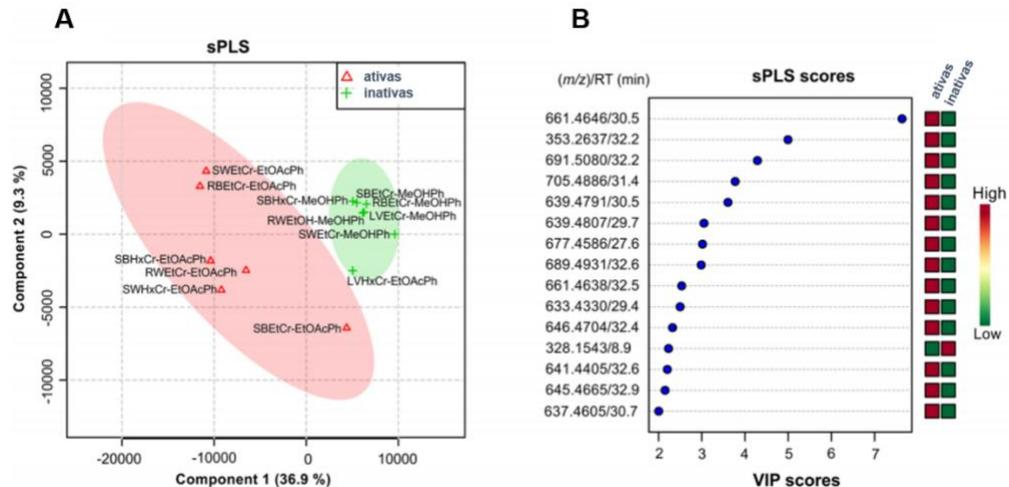 A
sPLS
ativas
inativas
Component 2 (9.3 %)
10000
5000
0
-5000
-10000
SWEtCr-EtOAcPh
RBEtCr-EtOAcPh
SBEtCr-MeOHPh
SBHxCr-MeOHPh
RBEtCr-MeOHPh
RWEtOH-MeOHPh
LVEtCr-MeOHPh
SWEtCr-MeOHPh
SBHxCr-EtOAcPh
RWEtCr-EtOAcPh
LVHxCr-EtOAcPh
SWHxCr-EtOAcPh
SBEtCr-EtOAcPh
-20000 -10000 0 10000
Component 1 (36.9 %)
B
(m/z)/RT (min)
sPLS scores
ativas
inativas
661.4646/30.5
353.2637/32.2
691.5080/32.2
705.4886/31.4
639.4791/30.5
639.4807/29.7
677.4586/27.6
689.4931/32.6
661.4638/32.5
633.4330/29.4
646.4704/32.4
328.1543/8.9
641.4405/32.6
645.4665/32.9
637.4605/30.7
2 3 4 5 6 7
VIP scores
High
Low